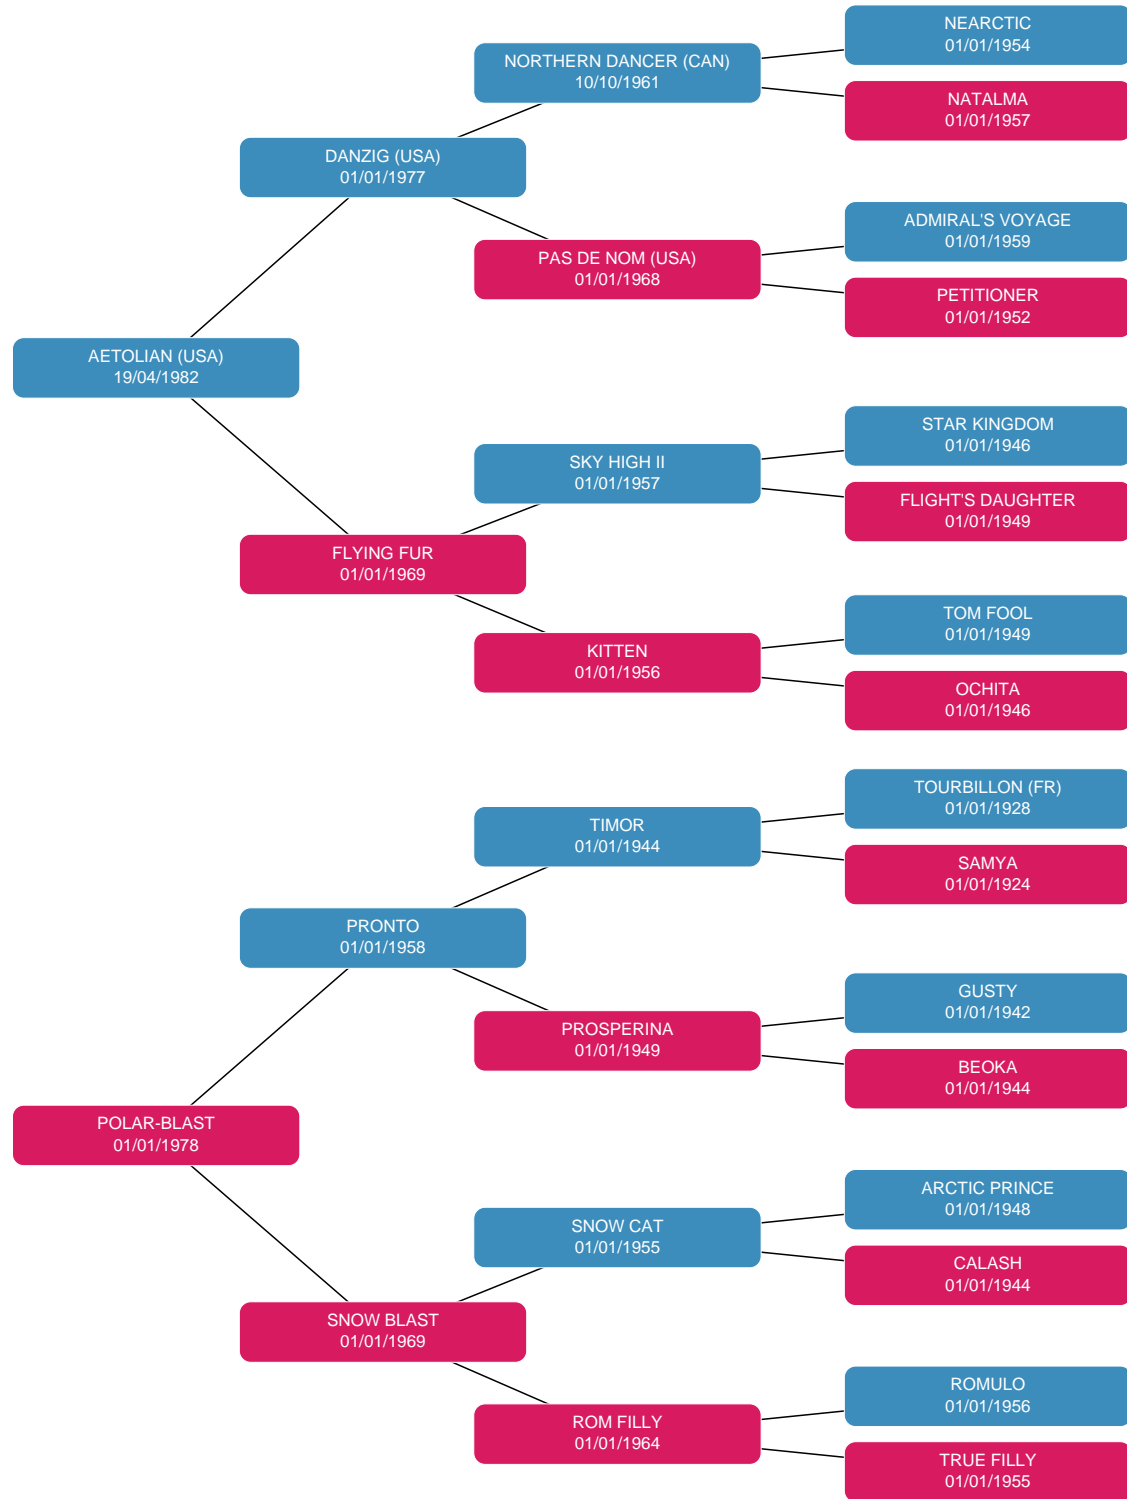 NEARCTIC
01/01/1954
NORTHERN DANCER (CAN)
10/10/1961
NATALMA
01/01/1957
DANZIG (USA)
01/01/1977
ADMIRAL'S VOYAGE
01/01/1959
PAS DE NOM (USA)
01/01/1968
PETITIONER
01/01/1952
AETOLIAN (USA)
19/04/1982
STAR KINGDOM
01/01/1946
SKY HIGH II
01/01/1957
FLIGHT'S DAUGHTER
01/01/1949
FLYING FUR
01/01/1969
TOM FOOL
01/01/1949
KITTEN
01/01/1956
OCHITA
01/01/1946
TOURBILLON (FR)
01/01/1928
TIMOR
01/01/1944
SAMYA
01/01/1924
PRONTO
01/01/1958
GUSTY
01/01/1942
PROSPERINA
01/01/1949
BEOKA
01/01/1944
POLAR-BLAST
01/01/1978
ARCTIC PRINCE
01/01/1948
SNOW CAT
01/01/1955
CALASH
01/01/1944
SNOW BLAST
01/01/1969
ROMULO
01/01/1956
ROM FILLY
01/01/1964
TRUE FILLY
01/01/1955